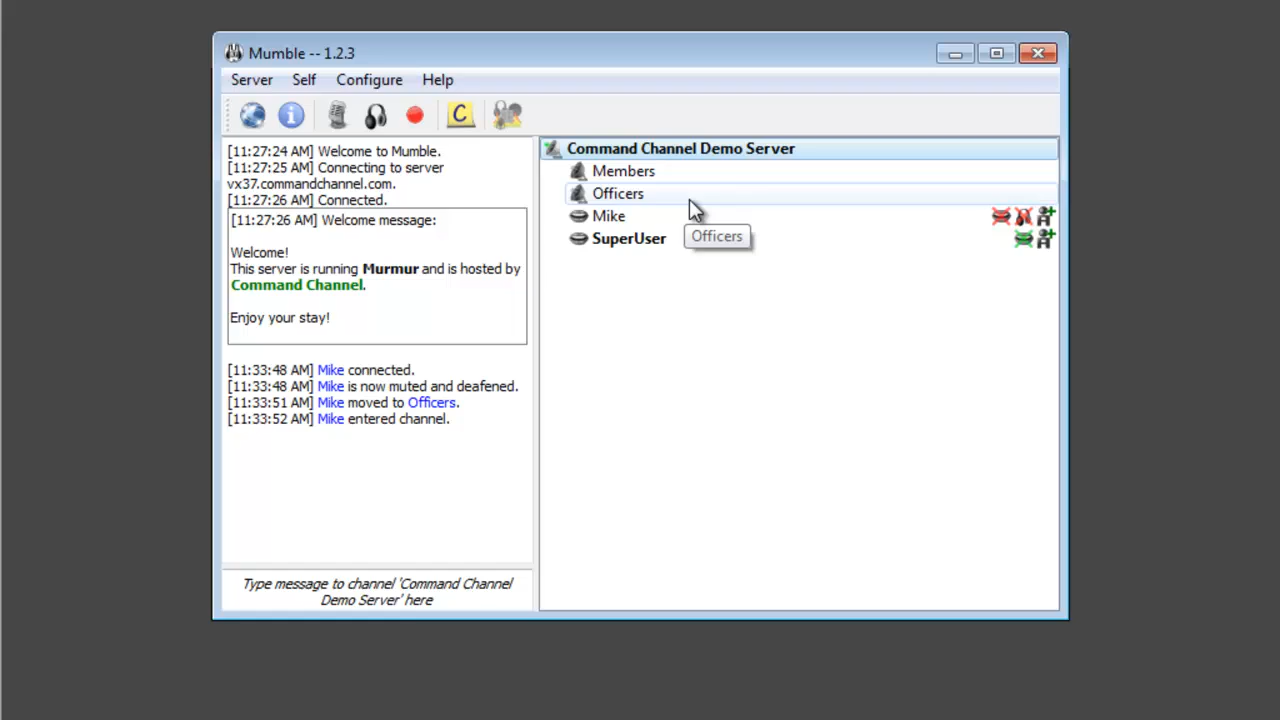 Mumble -- 1.2.3
Server Self Configure Help
C
[11:27:24 AM] Welcome to Mumble.
[11:27:25 AM] Connecting to server
vx37.commandchannel.com.
[11:27:26 AM] Connected.
[11:27:26 AM] Welcome message:
Welcome!
This server is running Murmur and is hosted by
Command Channel.
Enjoy your stay!
[11:33:48 AM] Mike connected.
[11:33:48 AM] Mike is now muted and deafened.
[11:33:51 AM] Mike moved to Officers.
[11:33:52 AM] Mike entered channel.
Type message to channel 'Command Channel
Demo Server' here
Command Channel Demo Server
Members
Officers
Mike
SuperUser
Officers